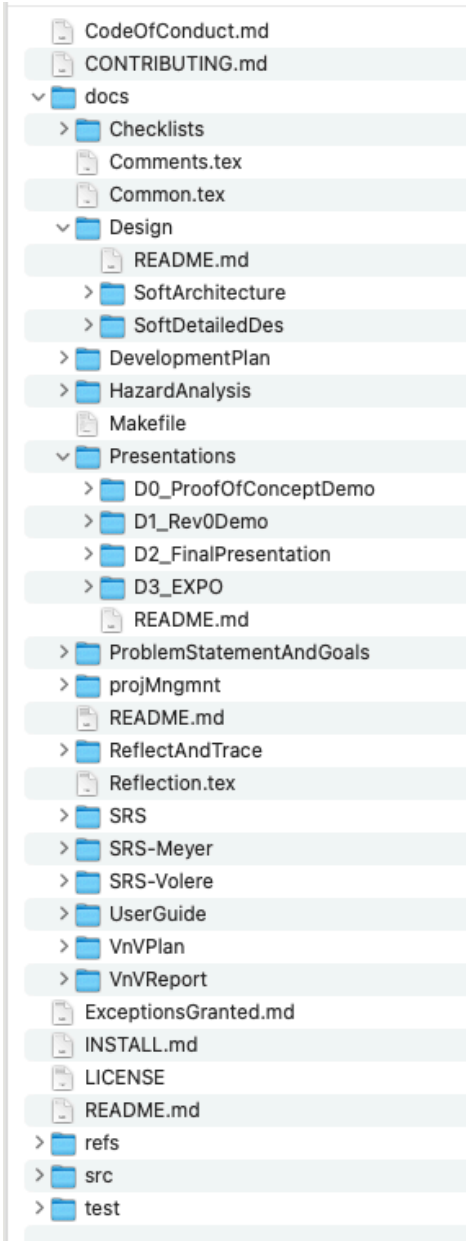 CodeOfConduct.md
CONTRIBUTING.md
docs
Checklists
Comments.tex
Common.tex
Design
README.md
SoftArchitecture
SoftDetailedDes
DevelopmentPlan
HazardAnalysis
Makefile
Presentations
D0_ProofOfConceptDemo
D1_Rev0Demo
D2_FinalPresentation
D3_EXPO
README.md
ProblemStatementAndGoals
projMngmnt
README.md
ReflectAndTrace
Reflection.tex
SRS
SRS-Meyer
SRS-Volere
UserGuide
VnVPlan
VnVReport
ExceptionsGranted.md
INSTALL.md
LICENSE
README.md
refs
src
test